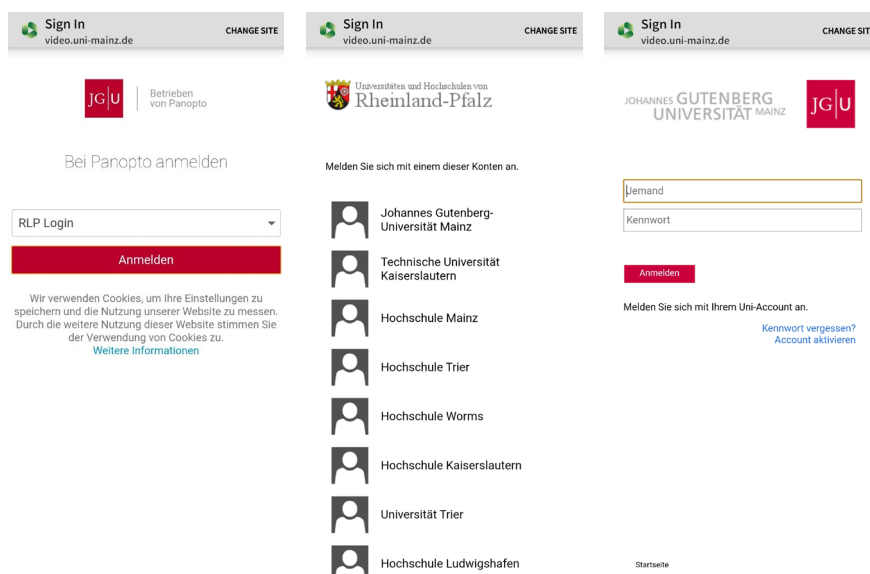 Sign In
video.uni-mainz.de
CHANGE SITE
JG|U
Betrieben
von Panopto
Bei Panopto anmelden
RLP Login
Anmelden
Wir verwenden Cookies, um Ihre Einstellungen zu
speichern und die Nutzung unserer Website zu messen.
Durch die weitere Nutzung dieser Website stimmen Sie
der Verwendung von Cookies zu.
Weitere Informationen
Sign In
video.uni-mainz.de
CHANGE SITE
Universitäten und Hochschulen von
Rheinland-Pfalz
Melden Sie sich mit einem dieser Konten an.
Johannes Gutenberg-
Universität Mainz
Technische Universität
Kaiserslautern
Hochschule Mainz
Hochschule Trier
Hochschule Worms
Hochschule Kaiserslautern
Universität Trier
Hochschule Ludwigshafen
Sign In
video.uni-mainz.de
CHANGE SIT
JOHANNES GUTENBERG
UNIVERSITÄT MAINZ
JG|U
Jemand
Kennwort
Anmelden
Melden Sie sich mit Ihrem Uni-Account an.
Kennwort vergessen?
Account aktivieren
Startseite